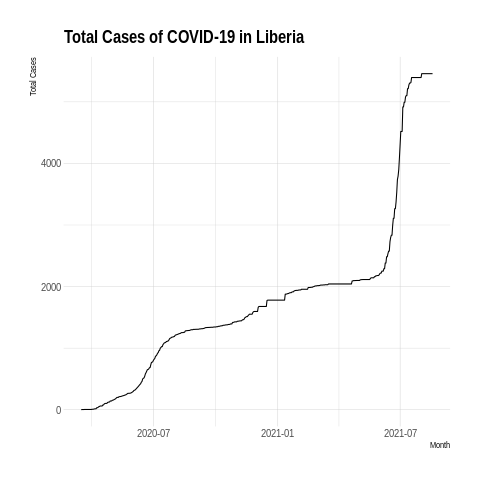 Total Cases of COVID-19 in Liberia
Total Cases
4000
2000
0
2020-07
2021-01
2021-07
Month